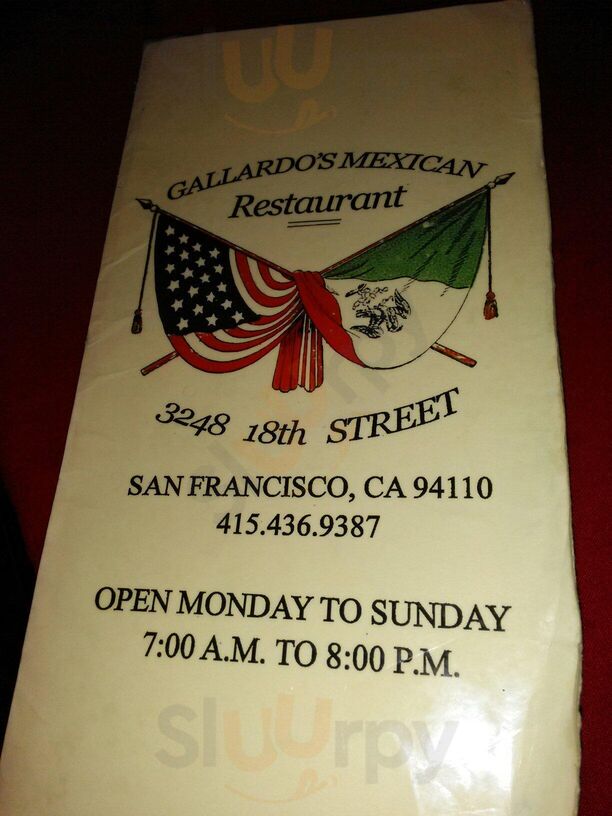 GALLARDO'S MEXICAN
Restaurant
3248 18th STREET
SAN FRANCISCO, CA 94110
415.436.9387
OPEN MONDAY TO SUNDAY
7:00 A.M. TO 8:00 P.M.
Sluurpy